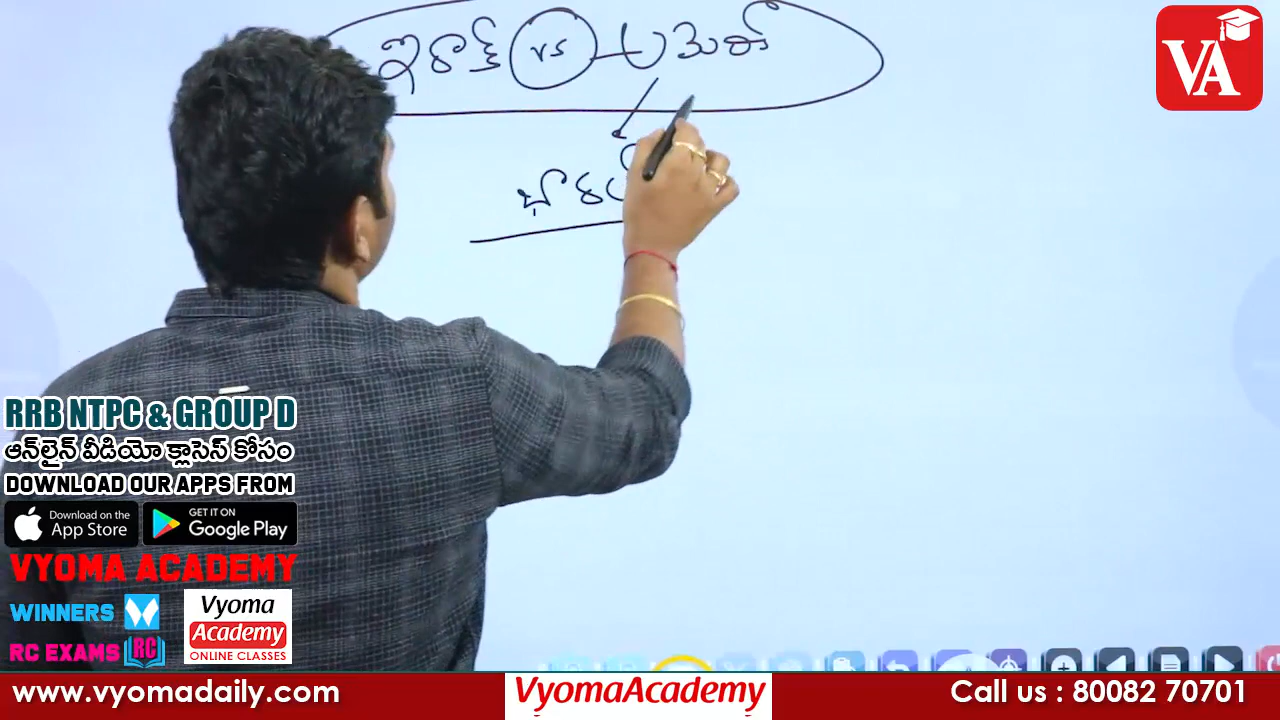 ఇరాక్ vs
VA
RRB NTPC & GROUP D
ఆన్‌లైన్ వీడియో క్లాసెస్ కోసం
DOWNLOAD OUR APPS FROM
Download on the App Store
GET IT ON Google Play
VYOMA ACADEMY
WINNERS
Vyoma Academy
ONLINE CLASSES
RC EXAMS RC
www.vyomadaily.com
VyomaAcademy
Call us : 80082 70701